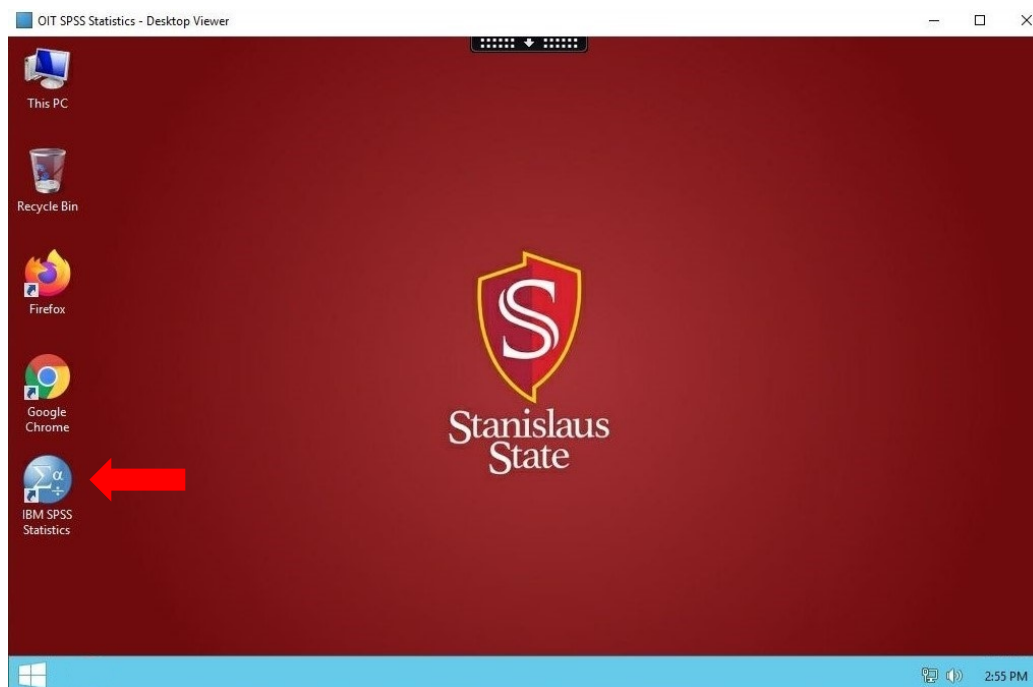 OIT SPSS Statistics - Desktop Viewer
This PC
Recycle Bin
Firefox
Google
Chrome
Σα
÷
IBM SPSS
Statistics
S
Stanislaus
State
2:55 PM